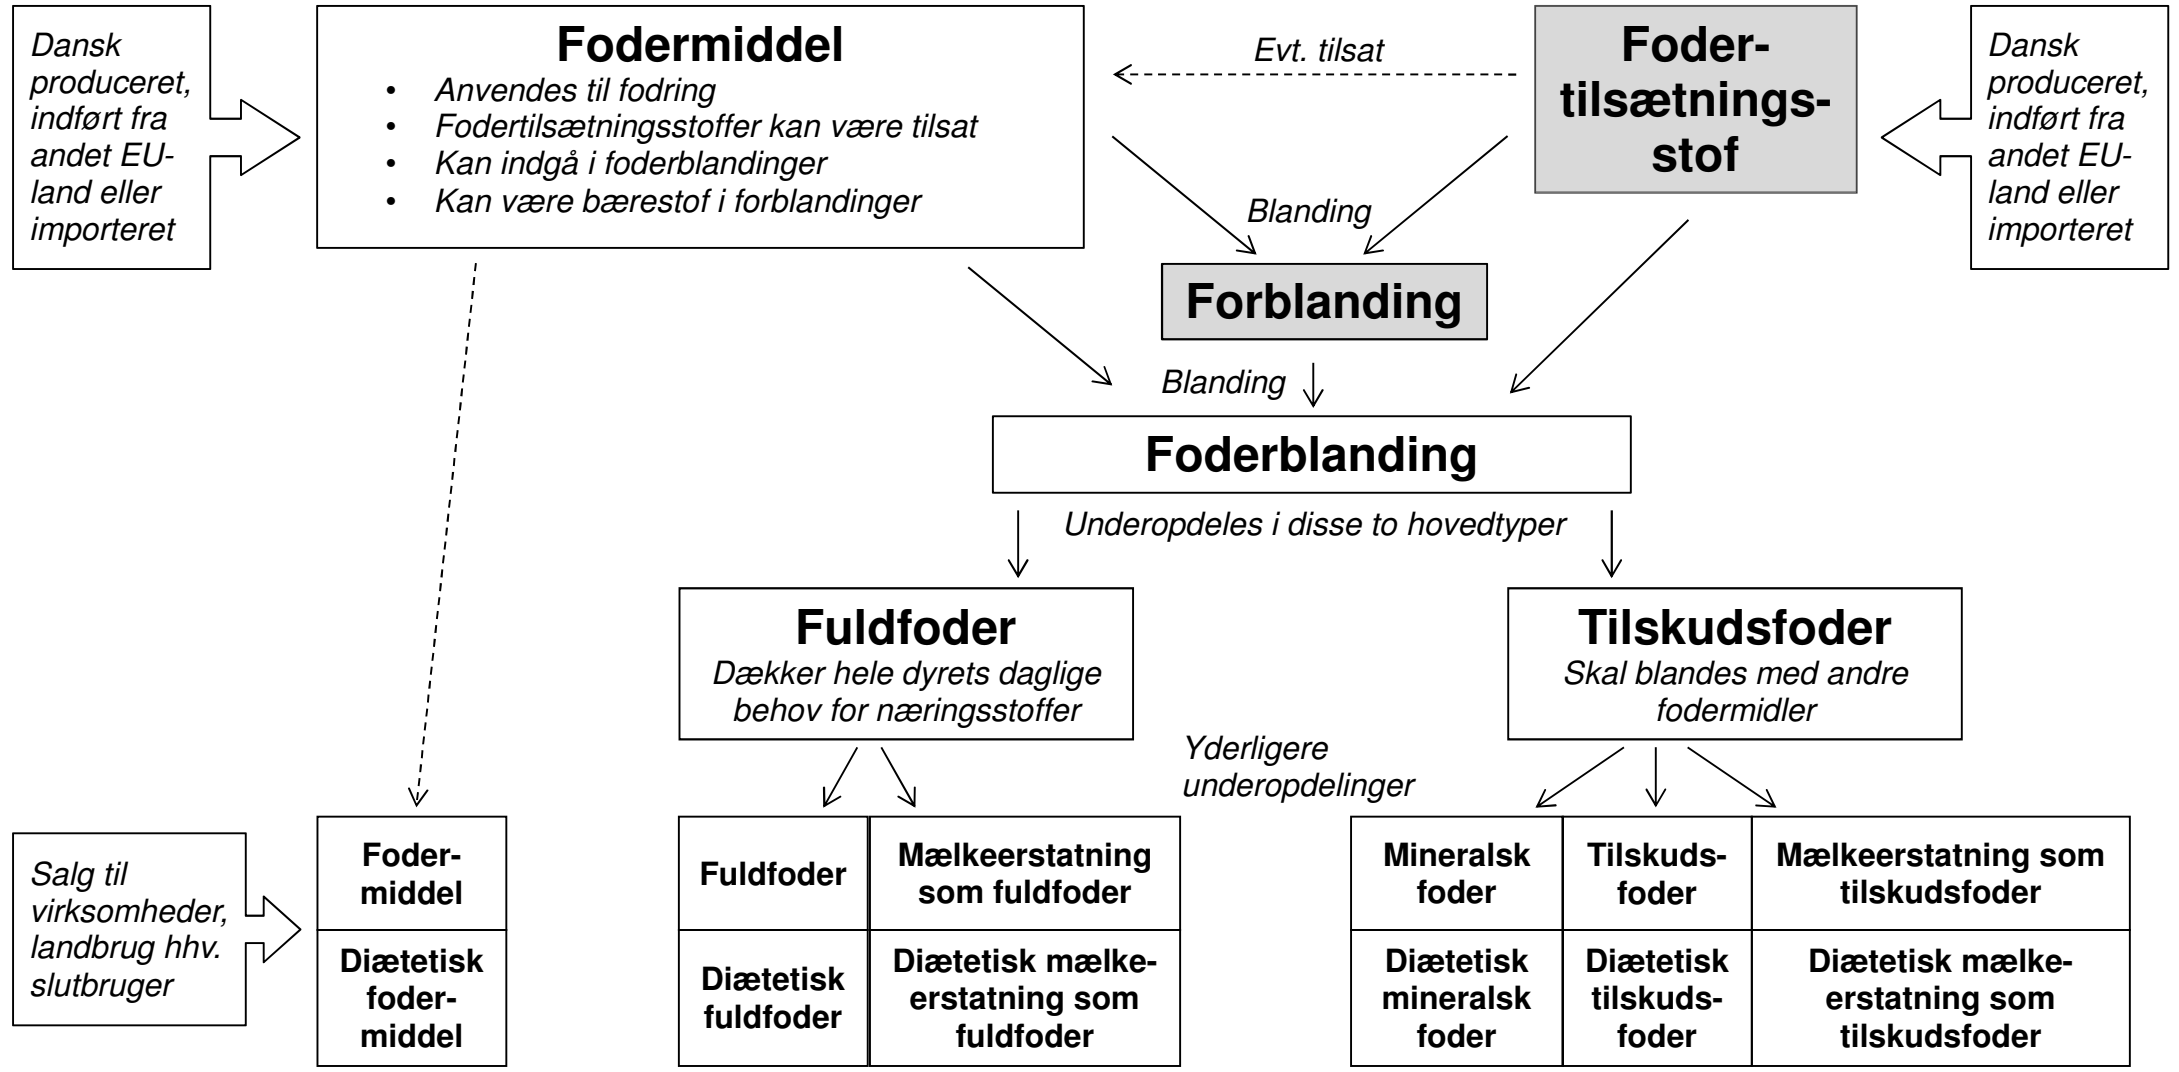 Dansk
produceret,
indført fra
andet EU-
land eller
importeret
Fodermiddel
• Anvendes til fodring
• Fodertilsætningsstoffer kan være tilsat
• Kan indgå i foderblandinger
• Kan være bærestof i forblandinger
Evt. tilsat
Foder-
tilsætnings-
stof
Dansk
produceret,
indført fra
andet EU-
land eller
importeret
Blanding
Forblanding
Blanding
Foderblanding
Underopdeles i disse to hovedtyper
Fuldfoder
Dækker hele dyrets daglige
behov for næringsstoffer
Tilskudsfoder
Skal blandes med andre
fodermidler
Yderligere
underopdelinger
Salg til
virksomheder,
landbrug hhv.
slutbruger
Foder-
middel
Diætetisk
foder-
middel
Fuldfoder
Mælkeerstatning
som fuldfoder
Diætetisk
fuldfoder
Diætetisk mælke-
erstatning som
fuldfoder
Mineralsk
foder
Tilskuds-
foder
Mælkeerstatning som
tilskudsfoder
Diætetisk
mineralsk
foder
Diætetisk
tilskuds-
foder
Diætetisk mælke-
erstatning som
tilskudsfoder